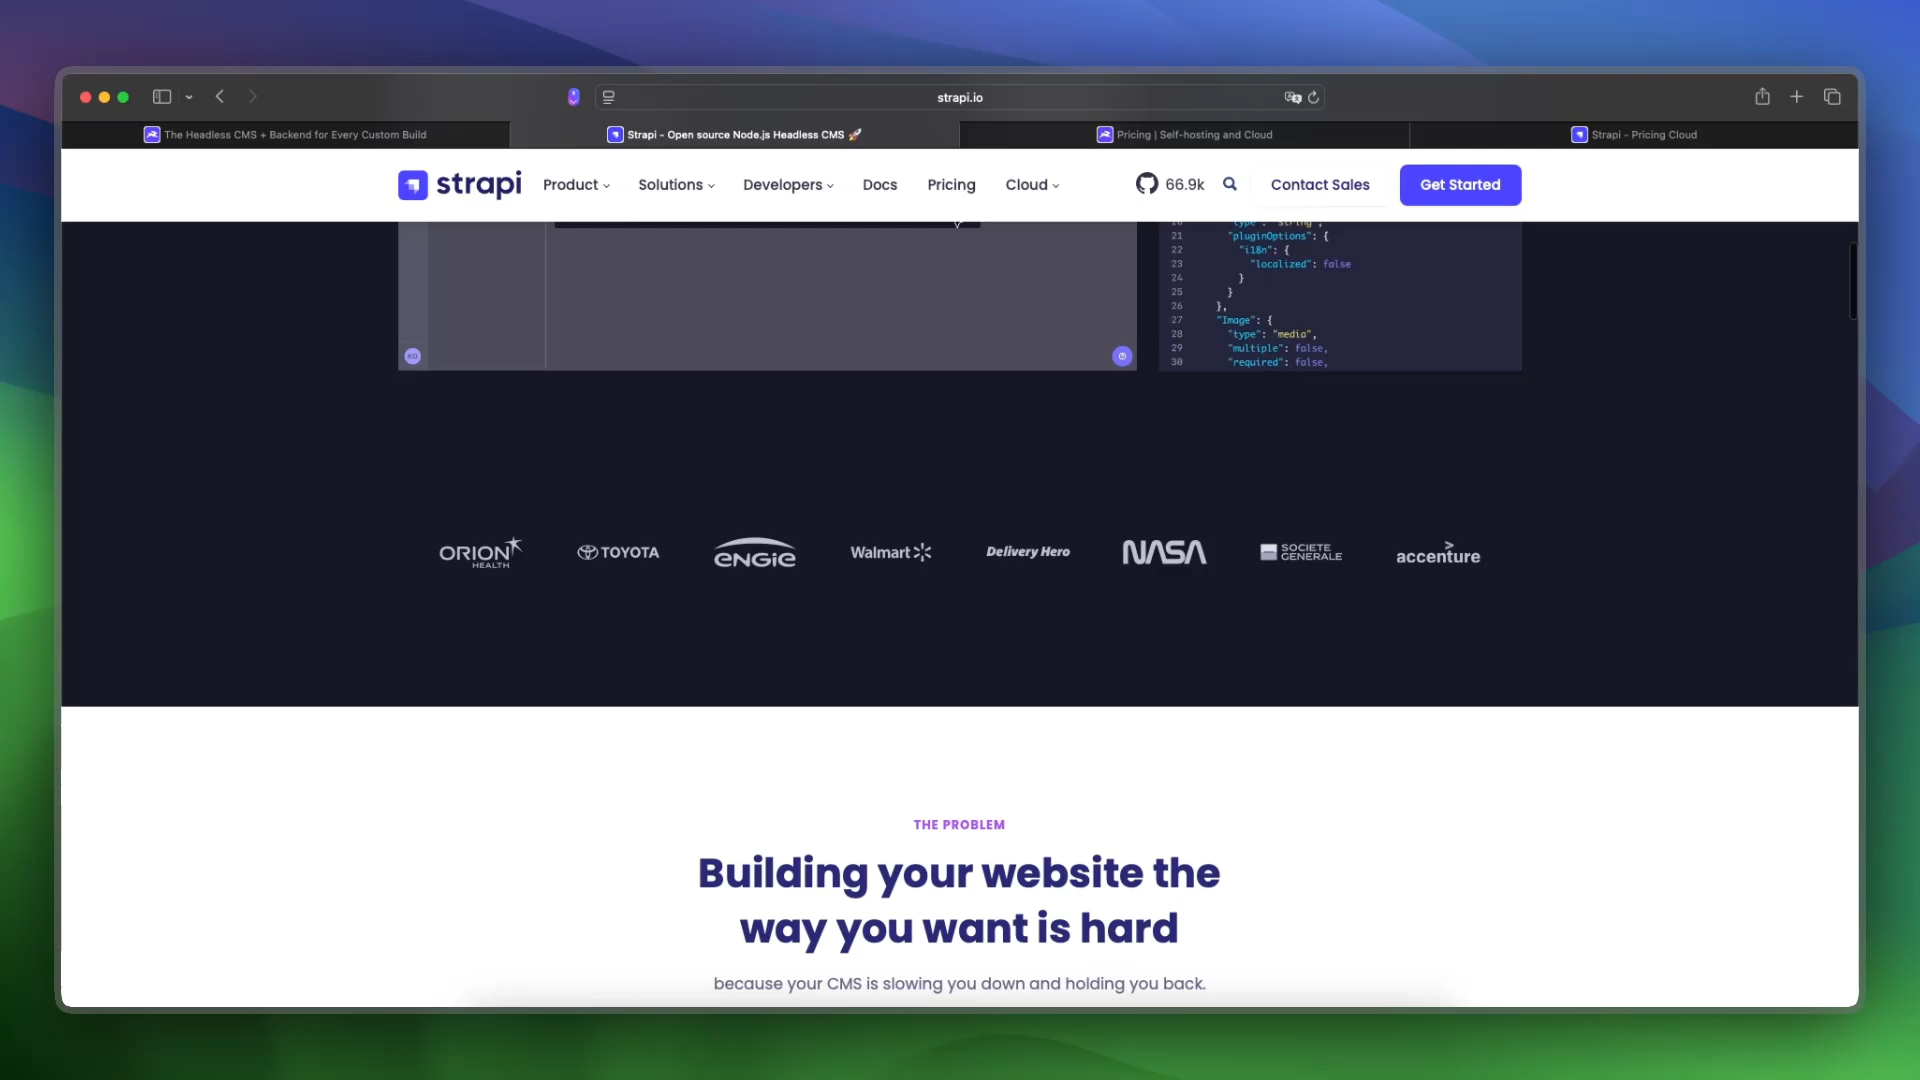 strapi.io
The Headless CMS + Backend for Every Custom Build
Strapi - Open source Node.js Headless CMS 🚀
Pricing | Self-hosting and Cloud
Strapi - Pricing Cloud
strapi
Product
Solutions
Developers
Docs
Pricing
Cloud
66.9k
Contact Sales
Get Started
20 "type": "string",
21 "pluginOptions": {
22 "i18n": {
23 "localized": false
24 }
25 }
26 },
27 "Image": {
28 "type": "media",
29 "multiple": false,
30 "required": false,
KD
ORION HEALTH
TOYOTA
ENGIE
Walmart
Delivery Hero
NASA
SOCIETE GENERALE
accenture
THE PROBLEM
Building your website the
way you want is hard
because your CMS is slowing you down and holding you back.